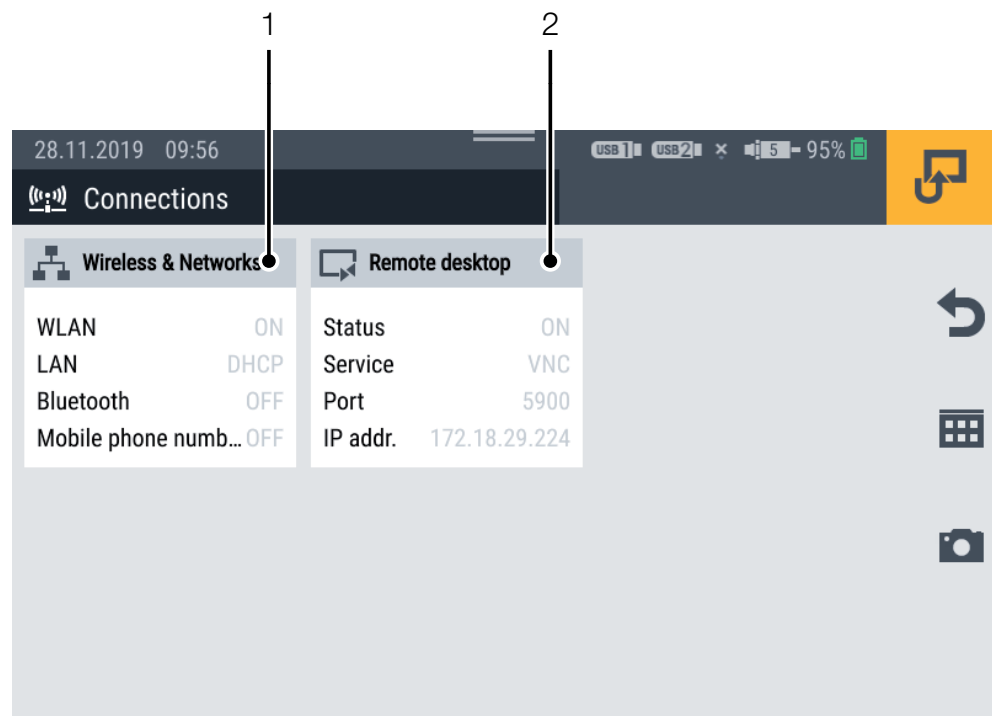 1 2
28.11.2019 09:56 USB 1 USB 2 5 95%
Connections
Wireless & Networks Remote desktop
WLAN ON Status ON
LAN DHCP Service VNC
Bluetooth OFF Port 5900
Mobile phone numb... OFF IP addr. 172.18.29.224